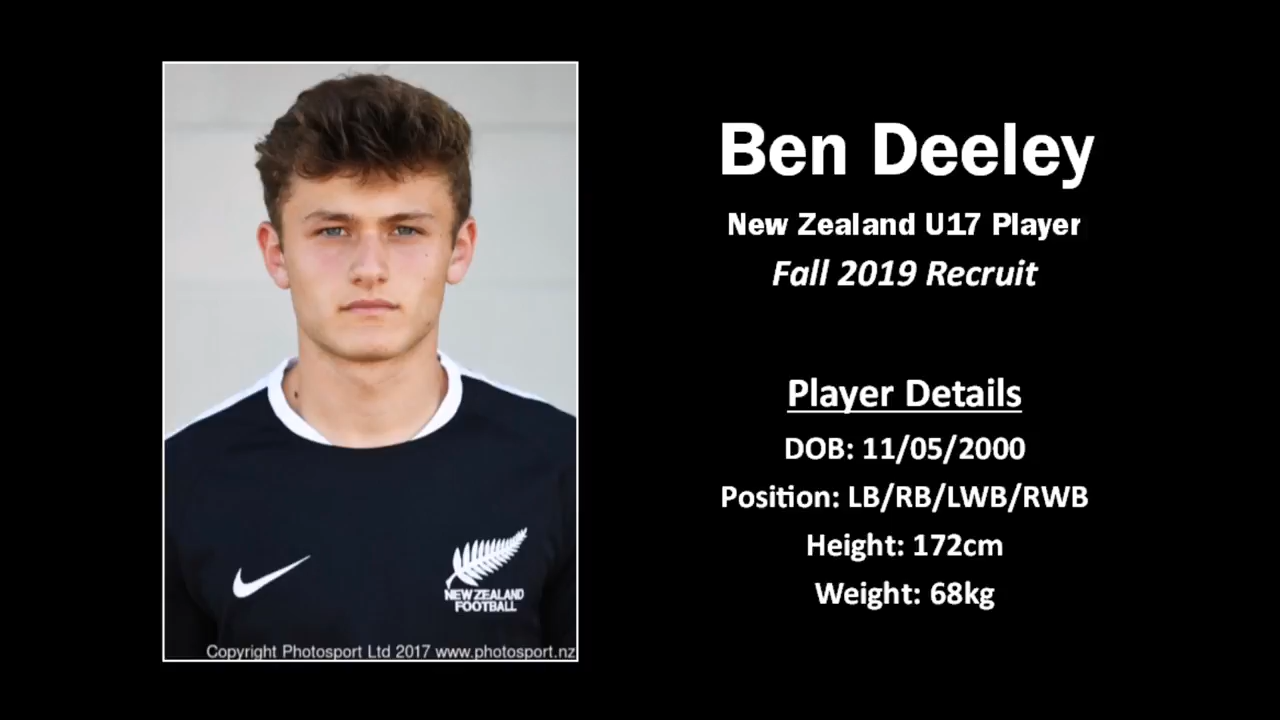 Ben Deeley
New Zealand U17 Player
Fall 2019 Recruit
Player Details
DOB: 11/05/2000
Position: LB/RB/LWB/RWB
Height: 172cm
Weight: 68kg
NEW ZEALAND
FOOTBALL
Copyright Photosport Ltd 2017 www.photosport.nz